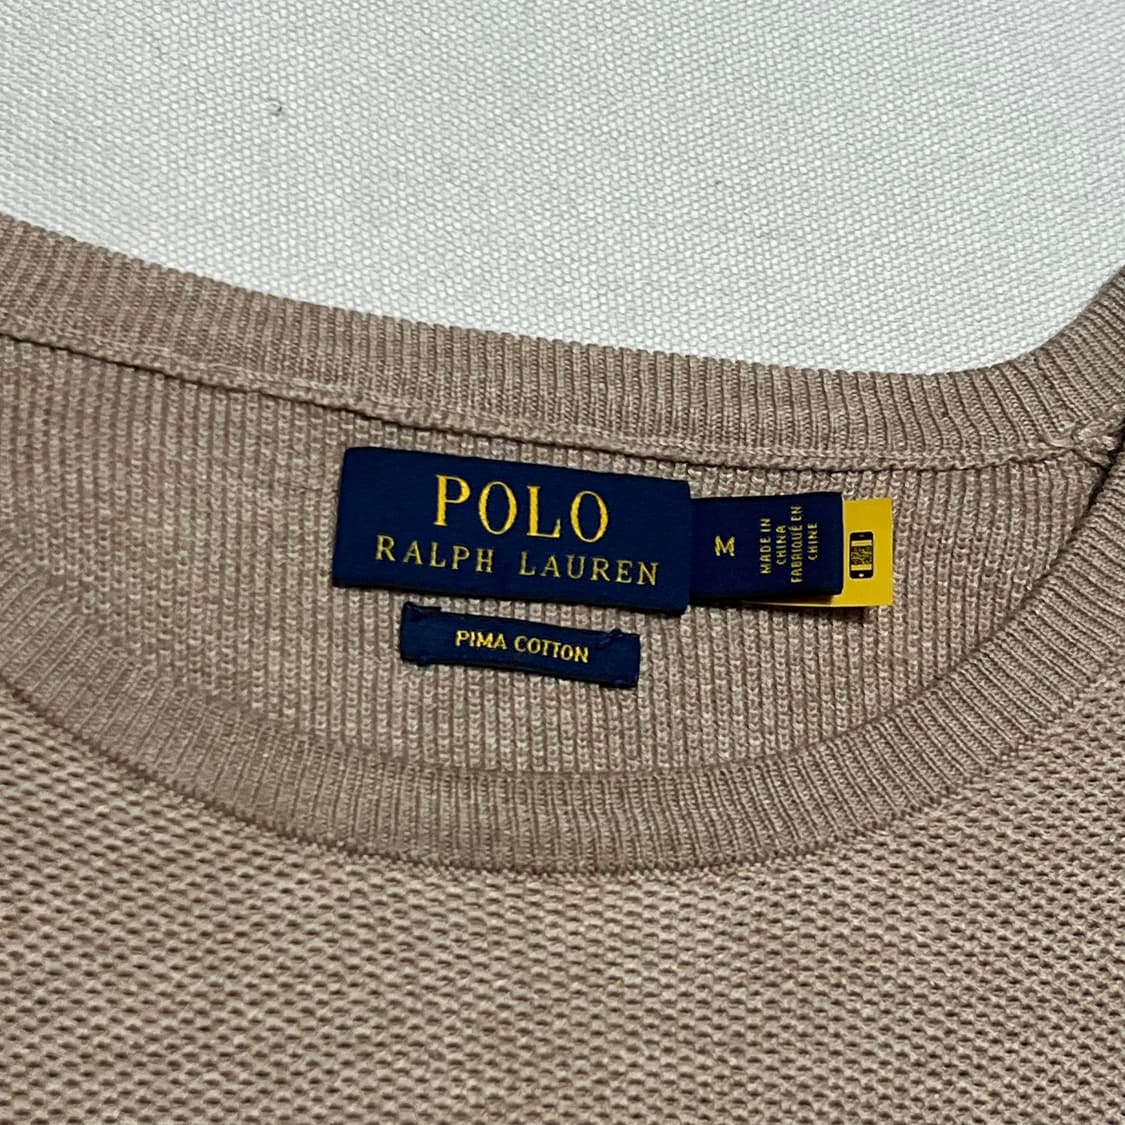 POLO
RALPH LAUREN
M
MADE IN
CHINA
FABRIQUÉ EN
CHINE
PIMA COTTON